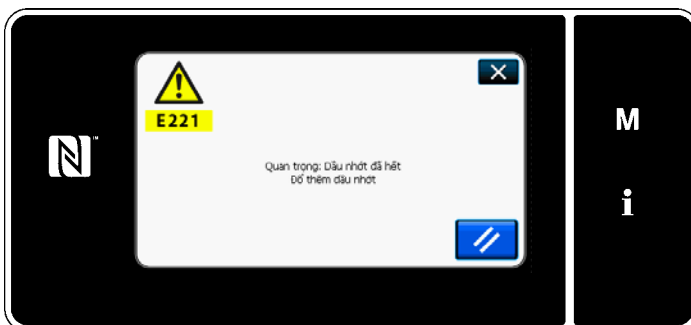 E221
Quan trọng: Dầu nhớt đã hết
Đổ thêm dầu nhớt
M
i